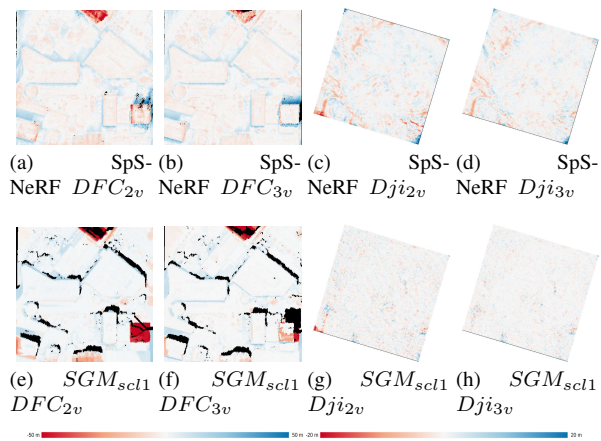 (a) SpS-
NeRF DFC2v
(b) SpS-
NeRF DFC3v
(c) SpS-
NeRF Dji2v
(d) SpS-
NeRF Dji3v
(e) SGMscl1
DFC2v
(f) SGMscl1
DFC3v
(g) SGMscl1
Dji2v
(h) SGMscl1
Dji3v
-50 m 50 m
-20 m 20 m